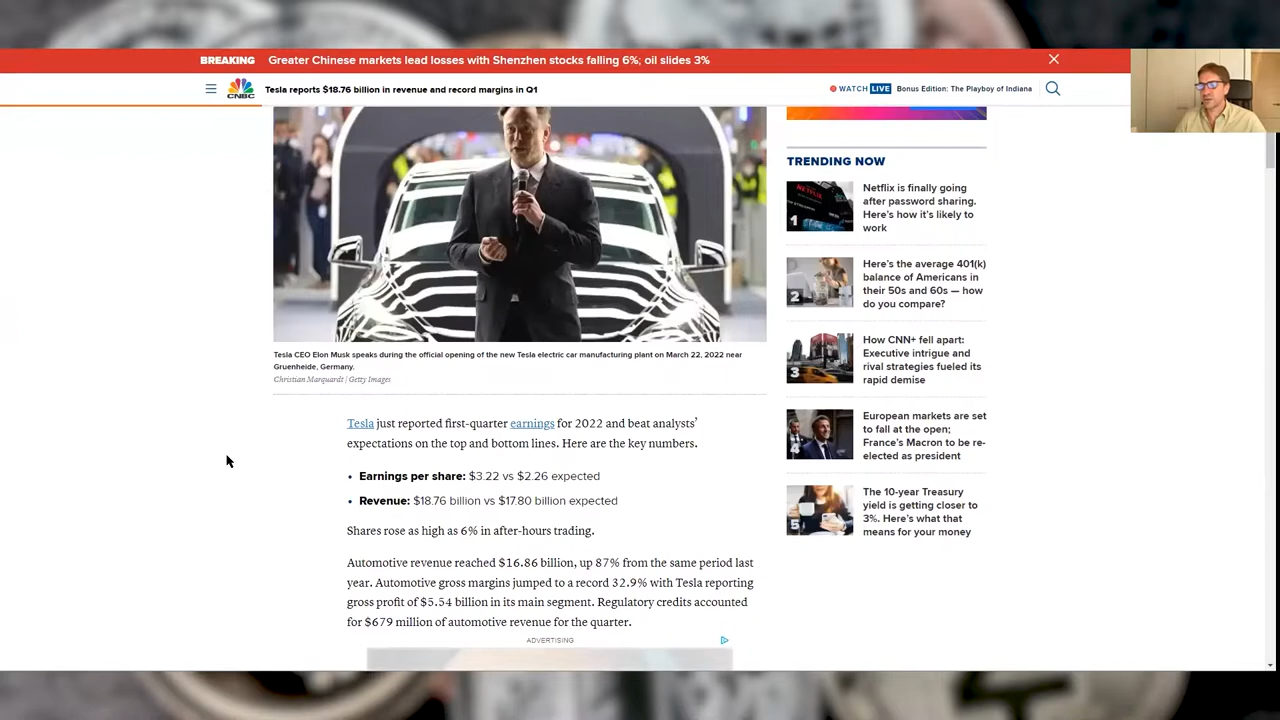 BREAKING Greater Chinese markets lead losses with Shenzhen stocks falling 6%; oil slides 3%
CNBC
Tesla reports $18.76 billion in revenue and record margins in Q1
WATCH LIVE Bonus Edition: The Playboy of Indiana
Tesla CEO Elon Musk speaks during the official opening of the new Tesla electric car manufacturing plant on March 22, 2022 near
Gruenheide, Germany.
Christian Marquardt | Getty Images
Tesla just reported first-quarter earnings for 2022 and beat analysts’
expectations on the top and bottom lines. Here are the key numbers.
• Earnings per share: $3.22 vs $2.26 expected
• Revenue: $18.76 billion vs $17.80 billion expected
Shares rose as high as 6% in after-hours trading.
Automotive revenue reached $16.86 billion, up 87% from the same period last
year. Automotive gross margins jumped to a record 32.9% with Tesla reporting
gross profit of $5.54 billion in its main segment. Regulatory credits accounted
for $679 million of automotive revenue for the quarter.
ADVERTISING
TRENDING NOW
NETFLIX
1
Netflix is finally going
after password sharing.
Here’s how it’s likely to
work
2
Here’s the average 401(k)
balance of Americans in
their 50s and 60s — how
do you compare?
3
How CNN+ fell apart:
Executive intrigue and
rival strategies fueled its
rapid demise
4
European markets are set
to fall at the open;
France’s Macron to be re-
elected as president
5
The 10-year Treasury
yield is getting closer to
3%. Here’s what that
means for your money